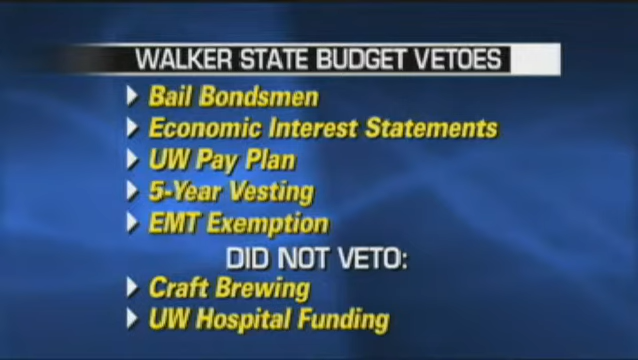 WALKER STATE BUDGET VETOES
Bail Bondsmen
Economic Interest Statements
UW Pay Plan
5-Year Vesting
EMT Exemption
DID NOT VETO:
Craft Brewing
UW Hospital Funding